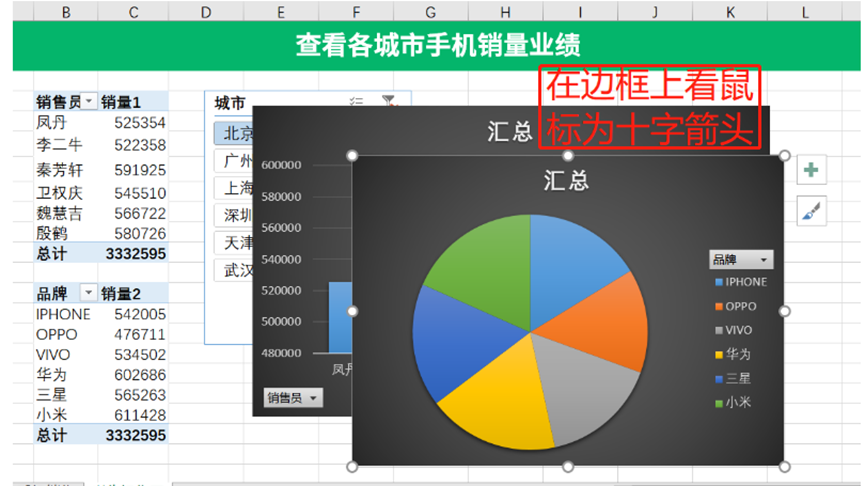 B C D E F G H I J K L
查看各城市手机销量业绩
在边框上看鼠
标为十字箭头
销售员 销量1
凤丹 525354
李二牛 522358
秦芳轩 591925
卫权庆 545510
魏慧吉 566722
殷鹤 580726
总计 3332595
品牌 销量2
IPHONE 542005
OPPO 476711
VIVO 534502
华为 602686
三星 565263
小米 611428
总计 3332595
城市
北京
广州
上海
深圳
天津
武汉
汇总
600000
580000
560000
540000
520000
500000
480000
凤丹
销售员
汇总
品牌
IPHONE
OPPO
VIVO
华为
三星
小米